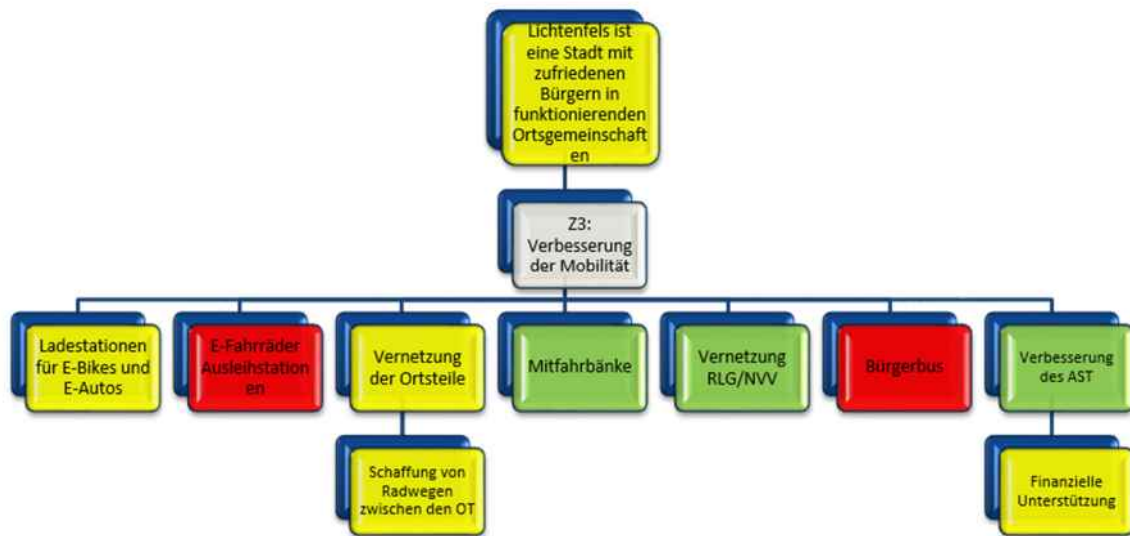 Lichtenfels ist
eine Stadt mit
zufriedenen
Bürgern in
funktionierenden
Ortsgemeinschaft
en
Z3:
Verbesserung
der Mobilität
Ladestationen
für E-Bikes und
E-Autos
E-Fahrräder
Ausleihstation
en
Vernetzung
der Ortsteile
Mitfahrbänke
Vernetzung
RLG/NVV
Bürgerbus
Verbesserung
des AST
Schaffung von
Radwegen
zwischen den OT
Finanzielle
Unterstützung